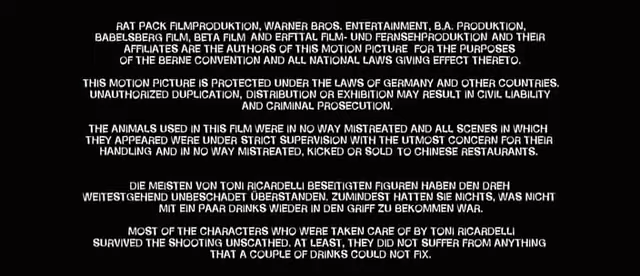 RAT PACK FILMPRODUKTION, WARNER BROS. ENTERTAINMENT, B.A. PRODUKTION,
BABELSBERG FILM, BETA FILM AND ERFTTAL FILM- UND FERNSEHPRODUKTION AND THEIR
AFFILIATES ARE THE AUTHORS OF THIS MOTION PICTURE FOR THE PURPOSES
OF THE BERNE CONVENTION AND ALL NATIONAL LAWS GIVING EFFECT THERETO.
THIS MOTION PICTURE IS PROTECTED UNDER THE LAWS OF GERMANY AND OTHER COUNTRIES.
UNAUTHORIZED DUPLICATION, DISTRIBUTION OR EXHIBITION MAY RESULT IN CIVIL LIABILITY
AND CRIMINAL PROSECUTION.
THE ANIMALS USED IN THIS FILM WERE IN NO WAY MISTREATED AND ALL SCENES IN WHICH
THEY APPEARED WERE UNDER STRICT SUPERVISION WITH THE UTMOST CONCERN FOR THEIR
HANDLING AND IN NO WAY MISTREATED, KICKED OR SOLD TO CHINESE RESTAURANTS.
DIE MEISTEN VON TONI RICARDELLI BESEITIGTEN FIGUREN HABEN DEN DREH
WEITESTGEHEND UNBESCHADET ÜBERSTANDEN. ZUMINDEST HATTEN SIE NICHTS, WAS NICHT
MIT EIN PAAR DRINKS WIEDER IN DEN GRIFF ZU BEKOMMEN WAR.
MOST OF THE CHARACTERS WHO WERE TAKEN CARE OF BY TONI RICARDELLI
SURVIVED THE SHOOTING UNSCATHED. AT LEAST, THEY DID NOT SUFFER FROM ANYTHING
THAT A COUPLE OF DRINKS COULD NOT FIX.